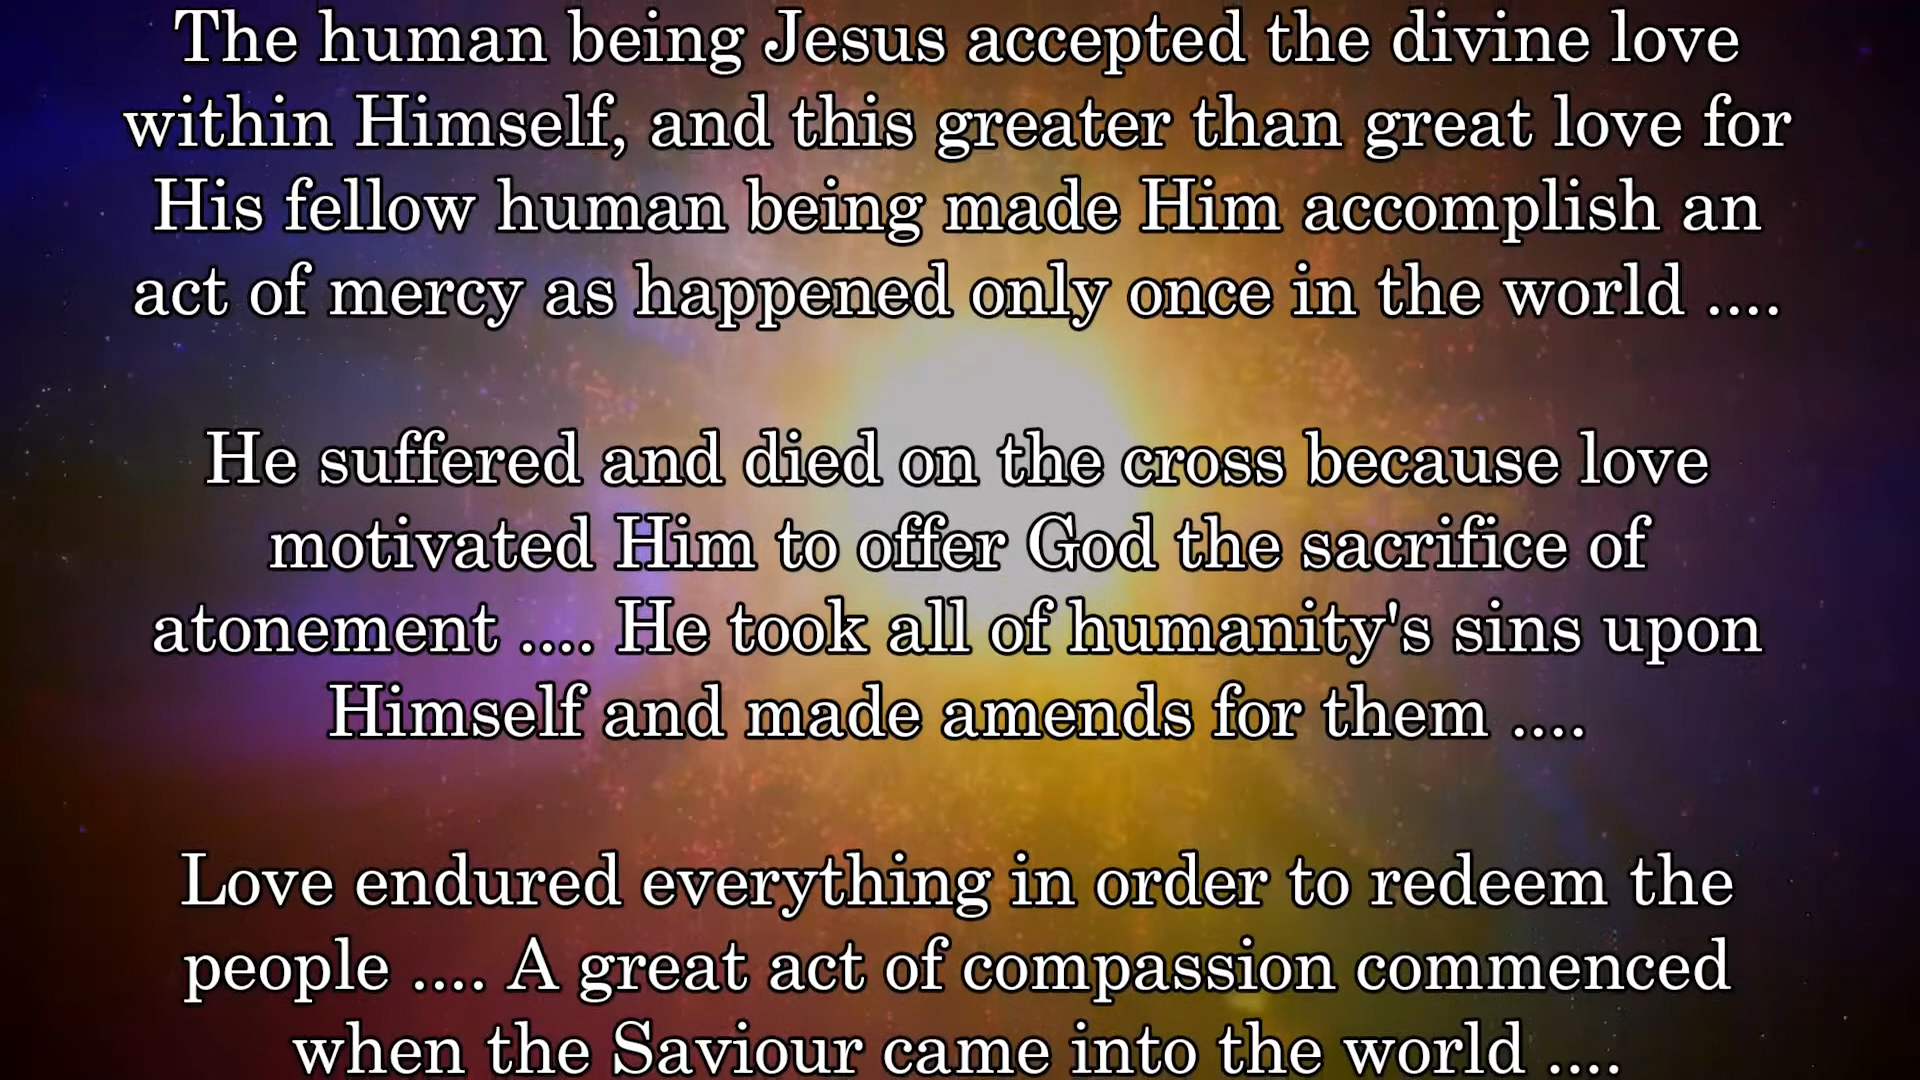 The human being Jesus accepted the divine love
within Himself, and this greater than great love for
His fellow human being made Him accomplish an
act of mercy as happened only once in the world ....
He suffered and died on the cross because love
motivated Him to offer God the sacrifice of
atonement .... He took all of humanity's sins upon
Himself and made amends for them ....
Love endured everything in order to redeem the
people .... A great act of compassion commenced
when the Saviour came into the world ....